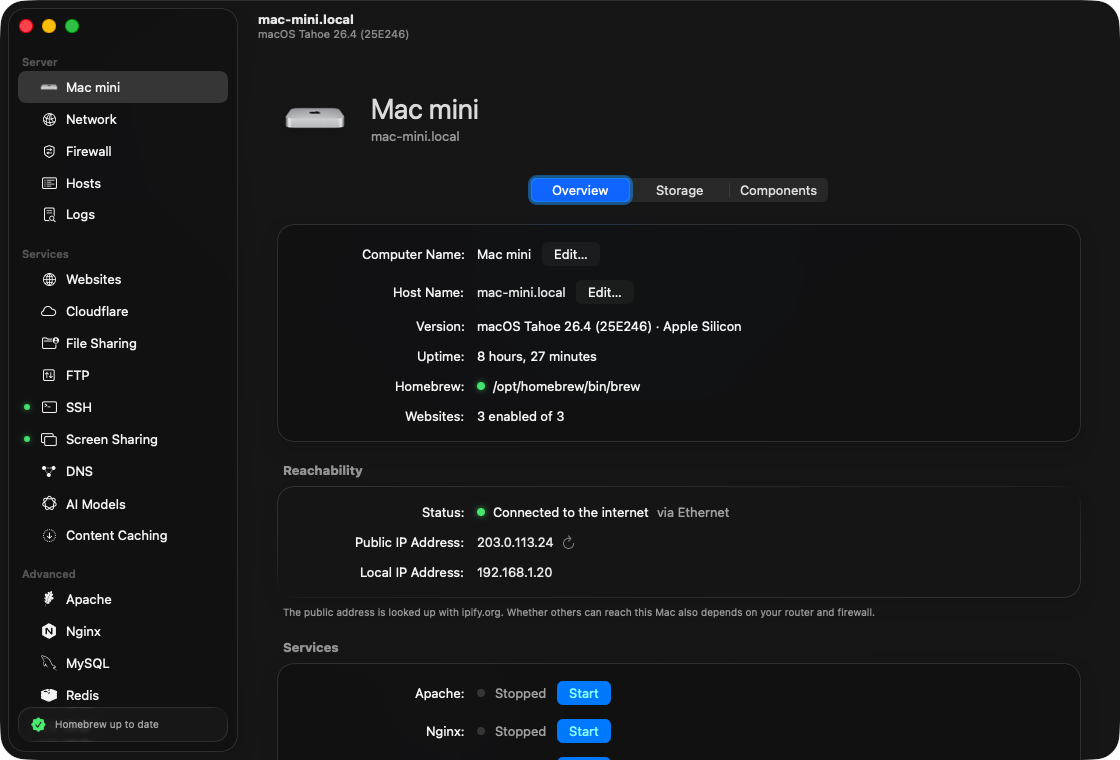 mac-mini.local
macOS Tahoe 26.4 (25E246)
Server
Mac mini
Network
Firewall
Hosts
Logs
Services
Websites
Cloudflare
File Sharing
FTP
SSH
Screen Sharing
DNS
AI Models
Content Caching
Advanced
Apache
Nginx
MySQL
Redis
Homebrew up to date
Mac mini
mac-mini.local
Overview Storage Components
Computer Name: Mac mini Edit...
Host Name: mac-mini.local Edit...
Version: macOS Tahoe 26.4 (25E246) · Apple Silicon
Uptime: 8 hours, 27 minutes
Homebrew: /opt/homebrew/bin/brew
Websites: 3 enabled of 3
Reachability
Status: Connected to the internet via Ethernet
Public IP Address: 203.0.113.24
Local IP Address: 192.168.1.20
The public address is looked up with ipify.org. Whether others can reach this Mac also depends on your router and firewall.
Services
Apache: Stopped Start
Nginx: Stopped Start